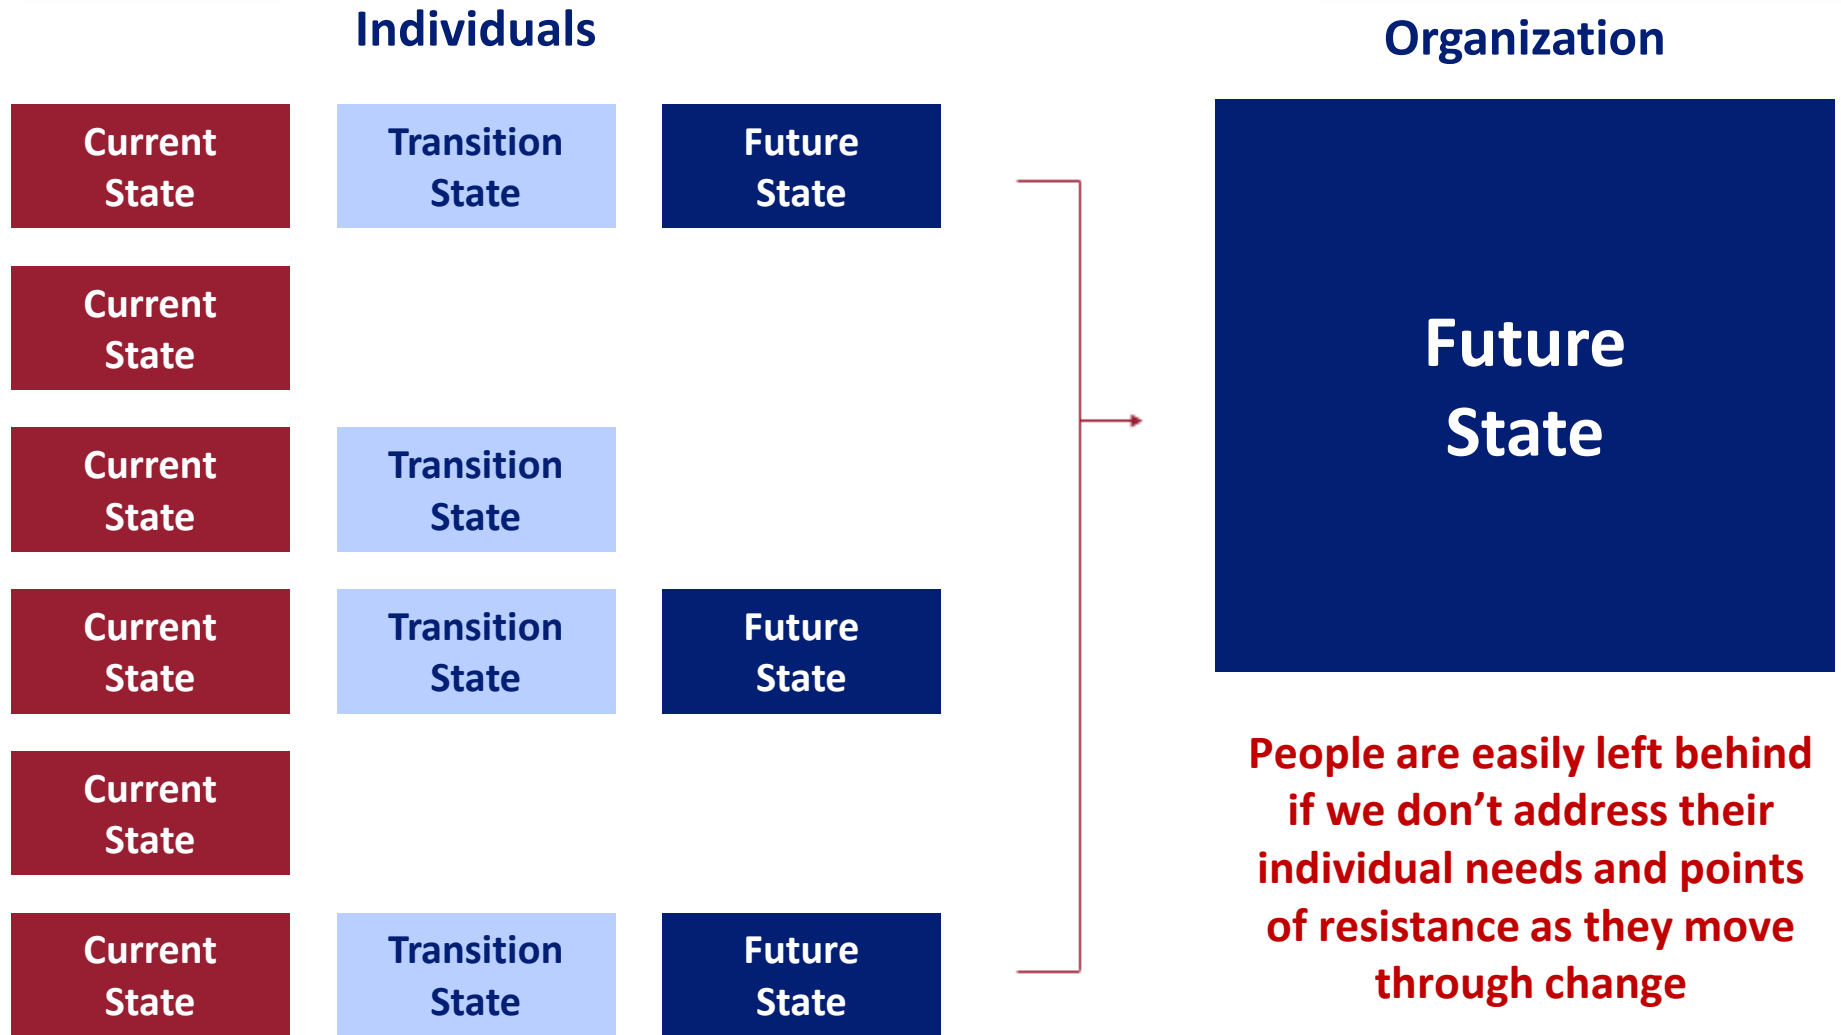 Individuals
Organization
Current
State
Transition
State
Future
State
Current
State
Current
State
Transition
State
Current
State
Transition
State
Future
State
Current
State
Current
State
Transition
State
Future
State
Future
State
People are easily left behind
if we don’t address their
individual needs and points
of resistance as they move
through change